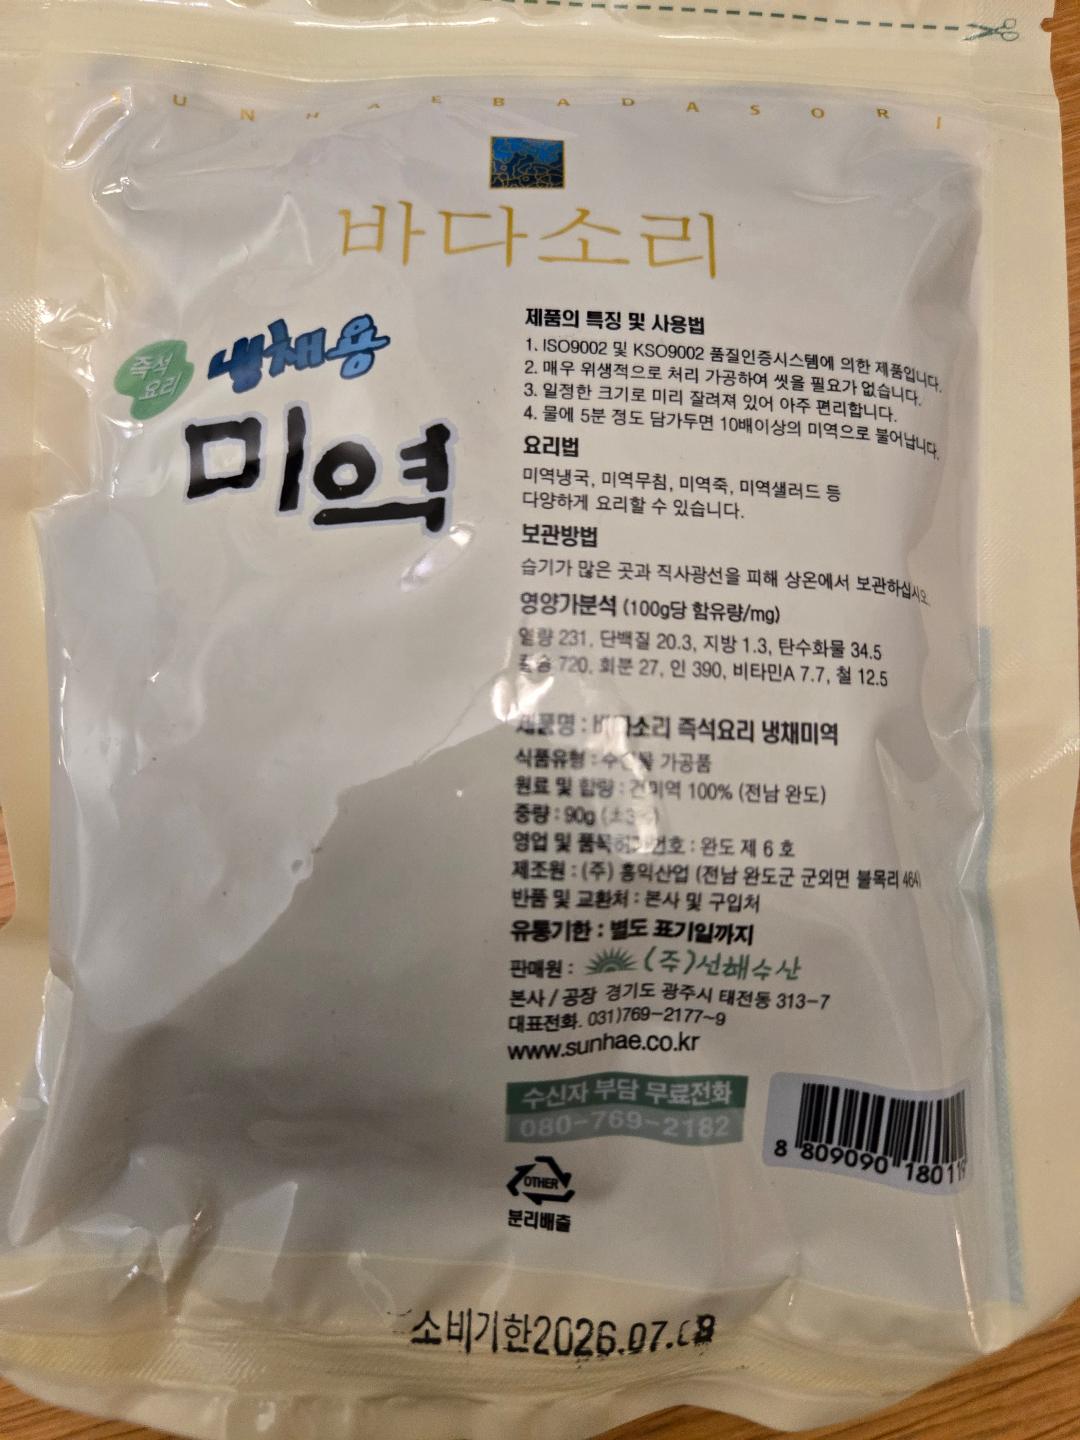 SUNHAEBADASORI
바다소리
즉석
요리
냉채용
미역
제품의 특징 및 사용법
1. ISO9002 및 KSO9002 품질인증시스템에 의한 제품입니다.
2. 매우 위생적으로 처리 가공하여 씻을 필요가 없습니다.
3. 일정한 크기로 미리 잘려져 있어 아주 편리합니다.
4. 물에 5분 정도 담가두면 10배이상의 미역으로 불어납니다.
요리법
미역냉국, 미역무침, 미역죽, 미역샐러드 등
다양하게 요리할 수 있습니다.
보관방법
습기가 많은 곳과 직사광선을 피해 상온에서 보관하십시오.
영양가분석 (100g당 함유량/mg)
열량 231, 단백질 20.3, 지방 1.3, 탄수화물 34.5
칼슘 720, 회분 27, 인 390, 비타민A 7.7, 철 12.5
제품명 : 바다소리 즉석요리 냉채미역
식품유형 : 수산물 가공품
원료 및 함량 : 건미역 100% (전남 완도)
중량 : 90g
영업 및 품목허가번호 : 완도 제 6 호
제조원 : (주) 홍익산업 (전남 완도군 군외면 불목리 464)
반품 및 교환처 : 본사 및 구입처
유통기한 : 별도 표기일까지
판매원 : (주)선해수산
본사 / 공장 경기도 광주시 태전동 313-7
대표전화. 031)769-2177~9
www.sunhae.co.kr
수신자 부담 무료전화
080-769-2182
8 809090 180119
OTHER
분리배출
소비기한2026.07.08